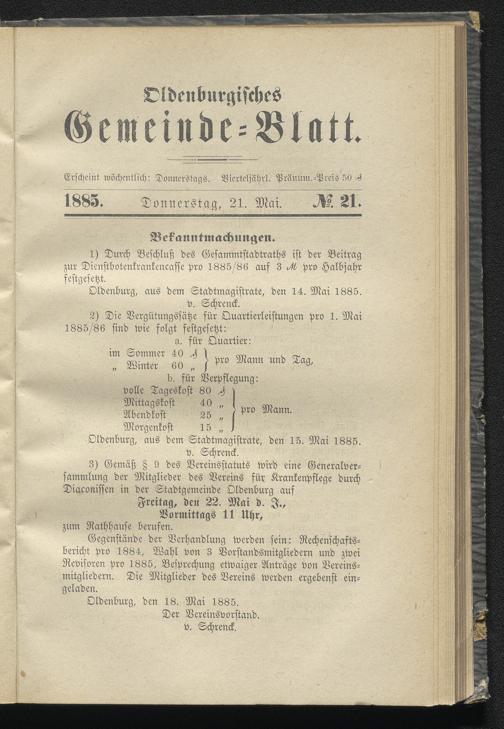 Oldenburgisches
Gemeinde-Blatt.
Erscheint wöchentlich: Donnerstags. Vierteljährl. Pränum.-Preis 50 ₰
1885. Donnerstag, 21. Mai. № 21.
Bekanntmachungen.
1) Durch Beschluß des Gesammtstadtraths ist der Beitrag
zur Dienstbotenkrankencasse pro 1885/86 auf 3 ℳ pro Halbjahr
festgesetzt.
Oldenburg, aus dem Stadtmagistrate, den 14. Mai 1885.
v. Schrenck.
2) Die Vergütungssätze für Quartierleistungen pro 1. Mai
1885/86 sind wie folgt festgesetzt:
a. für Quartier:
im Sommer 40 ₰
„ Winter 60 „
pro Mann und Tag,
b. für Verpflegung:
volle Tageskost 80 ₰
Mittagskost 40 „
Abendkost 25 „
Morgenkost 15 „
pro Mann.
Oldenburg, aus dem Stadtmagistrate, den 15. Mai 1885.
v. Schrenck.
3) Gemäß § 9 des Vereinsstatuts wird eine Generalver-
sammlung der Mitglieder des Vereins für Krankenpflege durch
Diaconissen in der Stadtgemeinde Oldenburg auf
Freitag, den 22. Mai d. J.,
Vormittags 11 Uhr,
zum Rathhause berufen.
Gegenstände der Verhandlung werden sein: Rechenschafts-
bericht pro 1884, Wahl von 3 Vorstandsmitgliedern und zwei
Revisoren pro 1885, Besprechung etwaiger Anträge von Vereins-
mitgliedern. Die Mitglieder des Vereins werden ergebenst ein-
geladen.
Oldenburg, den 18. Mai 1885.
Der Vereinsvorstand.
v. Schrenck.